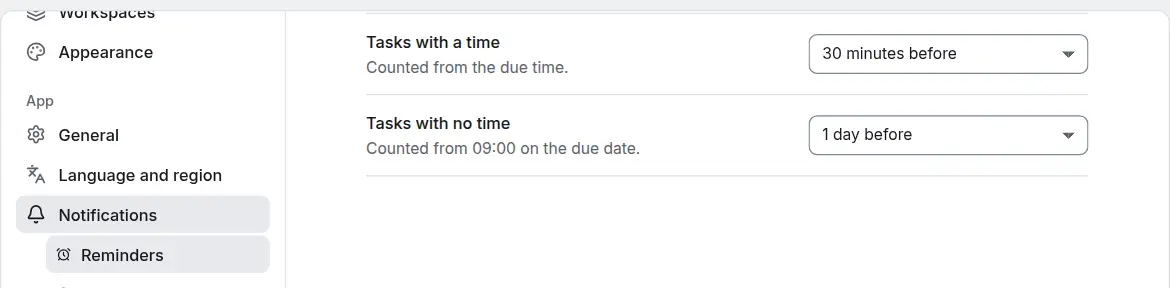 Workspaces
Appearance
App
General
Language and region
Notifications
Reminders
Tasks with a time
Counted from the due time.
30 minutes before
Tasks with no time
Counted from 09:00 on the due date.
1 day before